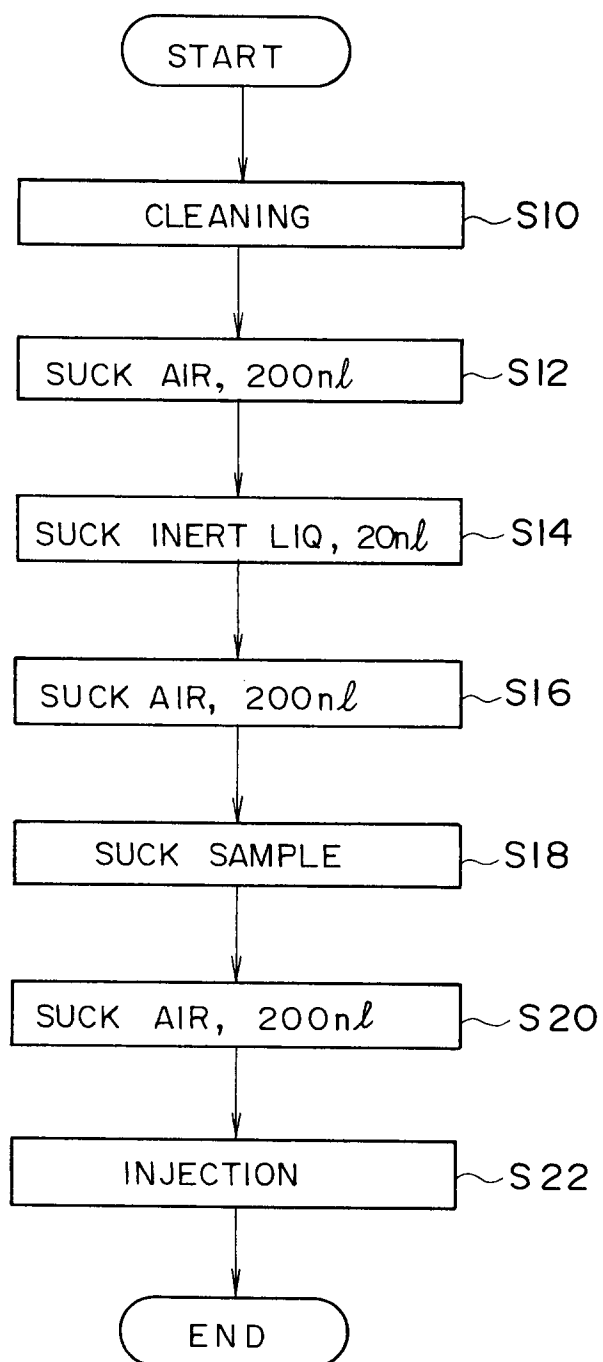 START
CLEANING S10
SUCK AIR, 200nl S12
SUCK INERT LIQ, 20nl S14
SUCK AIR, 200nl S16
SUCK SAMPLE S18
SUCK AIR, 200nl S20
INJECTION S22
END